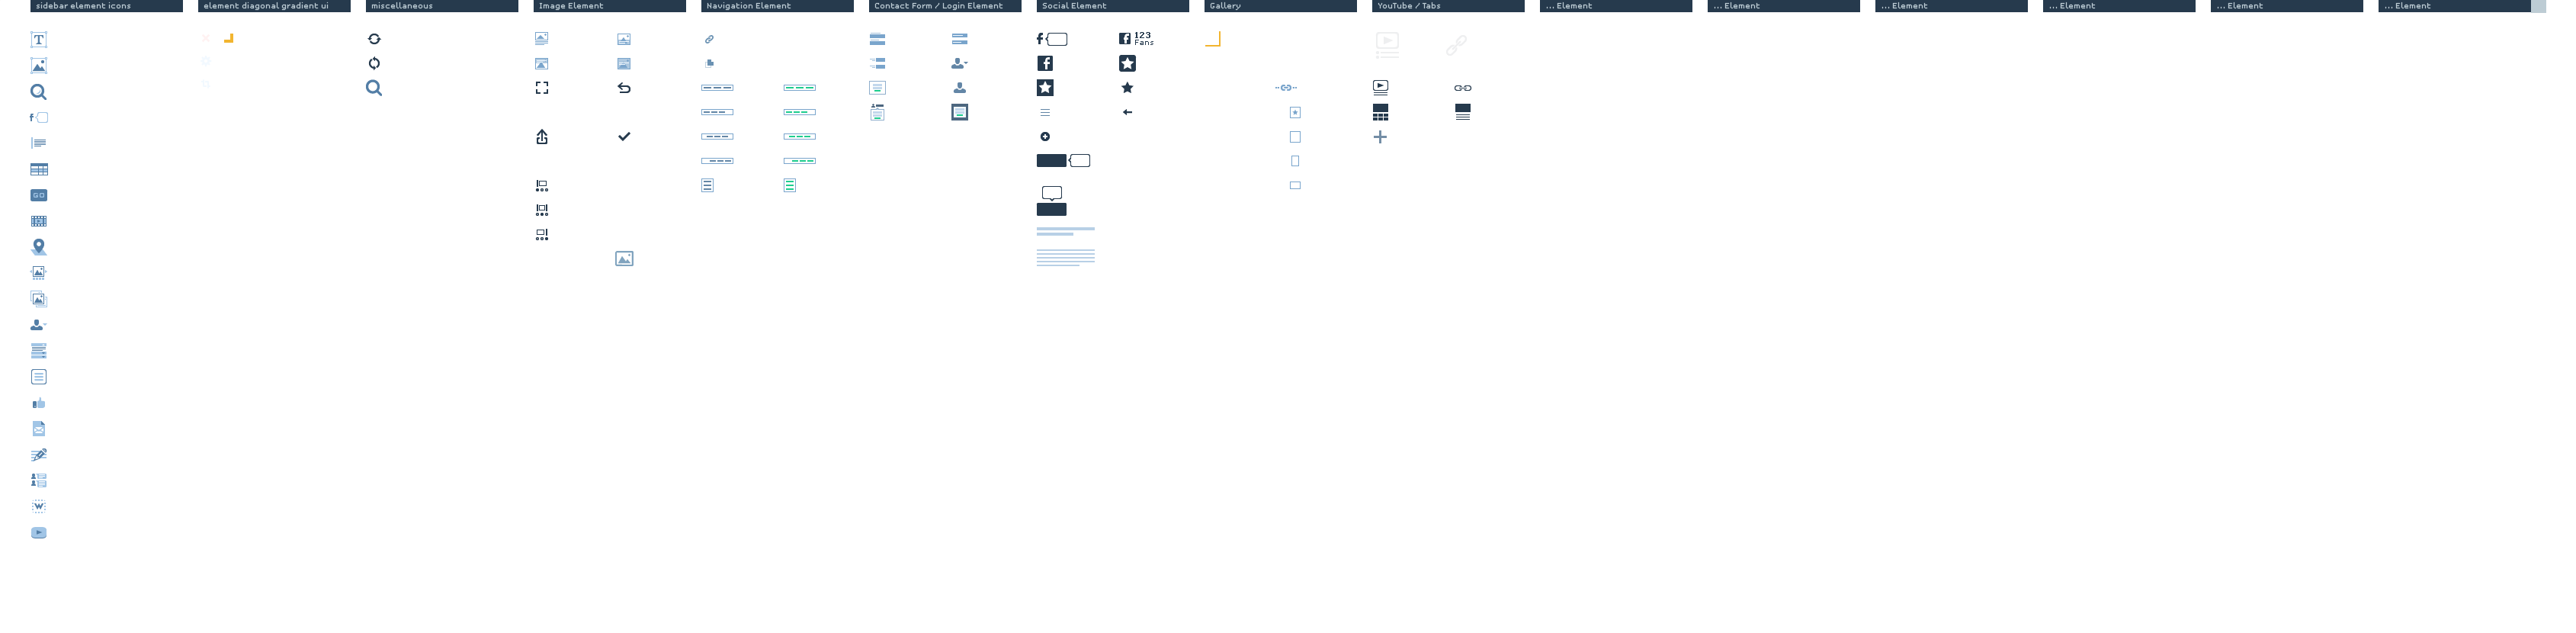 sidebar element icons
element diagonal gradient ui
miscellaneous
Image Element
Navigation Element
Contact Form / Login Element
Social Element
Gallery
YouTube / Tabs
... Element
... Element
... Element
... Element
... Element
... Element
T
f
GO
W
f
f 123
Fans
f